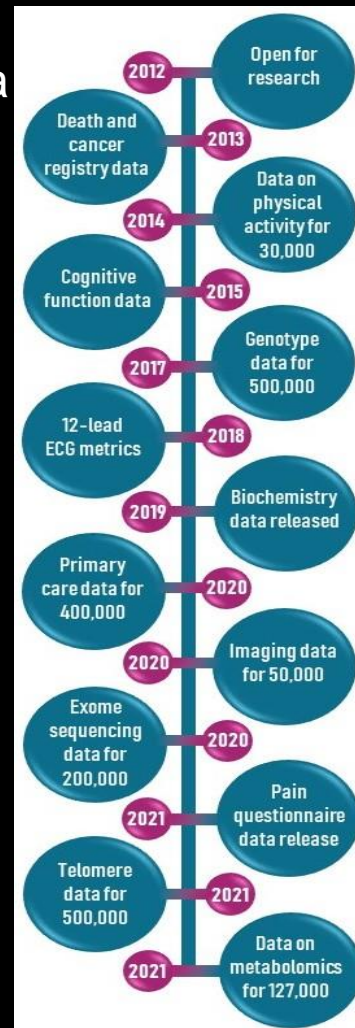 a
2012
Open for
research
Death and
cancer
registry data
2013
2014
Data on
physical
activity for
30,000
Cognitive
function data
2015
2017
Genotype
data for
500,000
12-lead
ECG metrics
2018
2019
Biochemistry
data released
Primary
care data for
400,000
2020
2020
Imaging data
for 50,000
Exome
sequencing
data for
200,000
2020
2021
Pain
questionnaire
data release
Telomere
data for
500,000
2021
2021
Data on
metabolomics
for 127,000